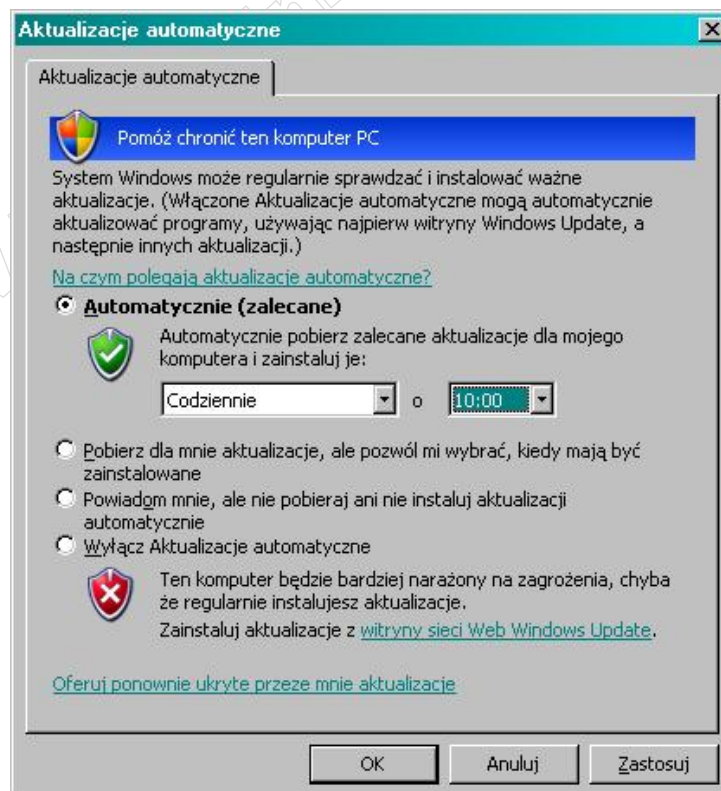 Aktualizacje automatyczne
Aktualizacje automatyczne
Pomóż chronić ten komputer PC
System Windows może regularnie sprawdzać i instalować ważne
aktualizacje. (Włączone Aktualizacje automatyczne mogą automatycznie
aktualizować programy, używając najpierw witryny Windows Update, a
następnie innych aktualizacji.)
Na czym polegają aktualizacje automatyczne?
Automatycznie (zalecane)
Automatycznie pobierz zalecane aktualizacje dla mojego
komputera i zainstaluj je:
Codziennie o 10:00
Pobierz dla mnie aktualizacje, ale pozwól mi wybrać, kiedy mają być
zainstalowane
Powiadom mnie, ale nie pobieraj ani nie instaluj aktualizacji
automatycznie
Wyłącz Aktualizacje automatyczne
Ten komputer będzie bardziej narażony na zagrożenia, chyba
że regularnie instalujesz aktualizacje.
Zainstaluj aktualizacje z witryny sieci Web Windows Update.
Oferuj ponownie ukryte przeze mnie aktualizacje
OK Anuluj Zastosuj